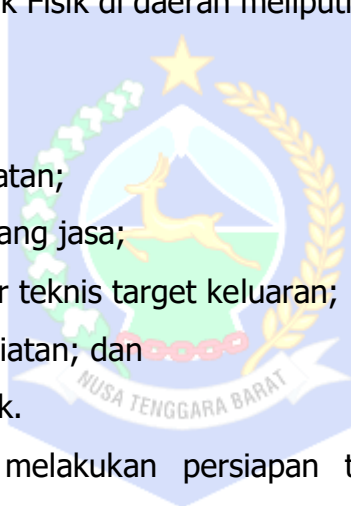 k Fisik di daerah meliputi
atan;
ang jasa;
r teknis target keluaran;
iatan; dan
k.
NUSA TENGGARA BARAT
melakukan persiapan t